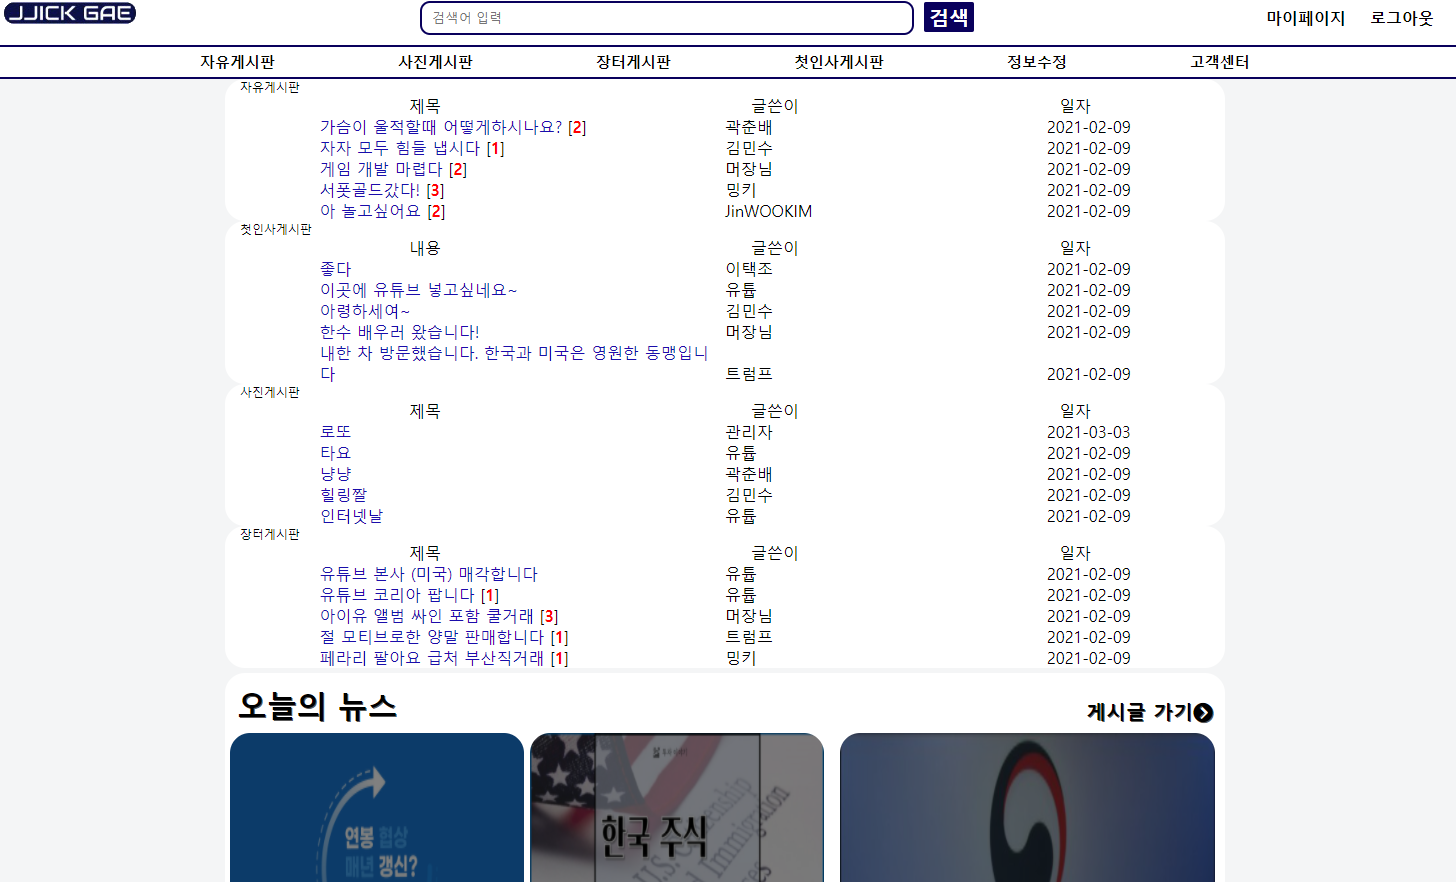 JJICK GAE
검색어 입력
검색
마이페이지 로그아웃
자유게시판 사진게시판 장터게시판 첫인사게시판 정보수정 고객센터
자유게시판
제목 글쓴이 일자
가슴이 울적할때 어떻게하시나요? [2] 곽춘배 2021-02-09
자자 모두 힘들 냅시다 [1] 김민수 2021-02-09
게임 개발 마렵다 [2] 머장님 2021-02-09
서폿골드갔다! [3] 밍키 2021-02-09
아 놀고싶어요 [2] JinWOOKIM 2021-02-09
첫인사게시판
내용 글쓴이 일자
좋다 이택조 2021-02-09
이곳에 유튜브 넣고싶네요~ 유튭 2021-02-09
아령하세여~ 김민수 2021-02-09
한수 배우러 왔습니다! 머장님 2021-02-09
내한 차 방문했습니다. 한국과 미국은 영원한 동맹입니
다 트럼프 2021-02-09
사진게시판
제목 글쓴이 일자
로또 관리자 2021-03-03
타요 유튭 2021-02-09
냥냥 곽춘배 2021-02-09
힐링짤 김민수 2021-02-09
인터넷날 유튭 2021-02-09
장터게시판
제목 글쓴이 일자
유튜브 본사 (미국) 매각합니다 유튭 2021-02-09
유튜브 코리아 팝니다 [1] 유튭 2021-02-09
아이유 앨범 싸인 포함 쿨거래 [3] 머장님 2021-02-09
절 모티브로한 양말 판매합니다 [1] 트럼프 2021-02-09
페라리 팔아요 급처 부산직거래 [1] 밍키 2021-02-09
오늘의 뉴스 게시글 가기
연봉 협상
매년 갱신?
한국 주식
Immigration